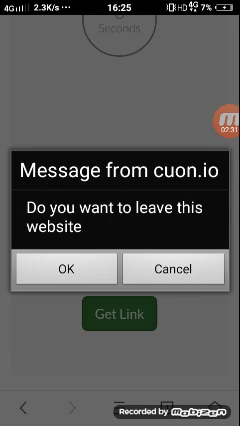 4G 2.3K/s ... 16:25 HD 4G 7%
Seconds
02:31
Message from cuon.io
Do you want to leave this
website
OK Cancel
Get Link
Recorded by mobizen